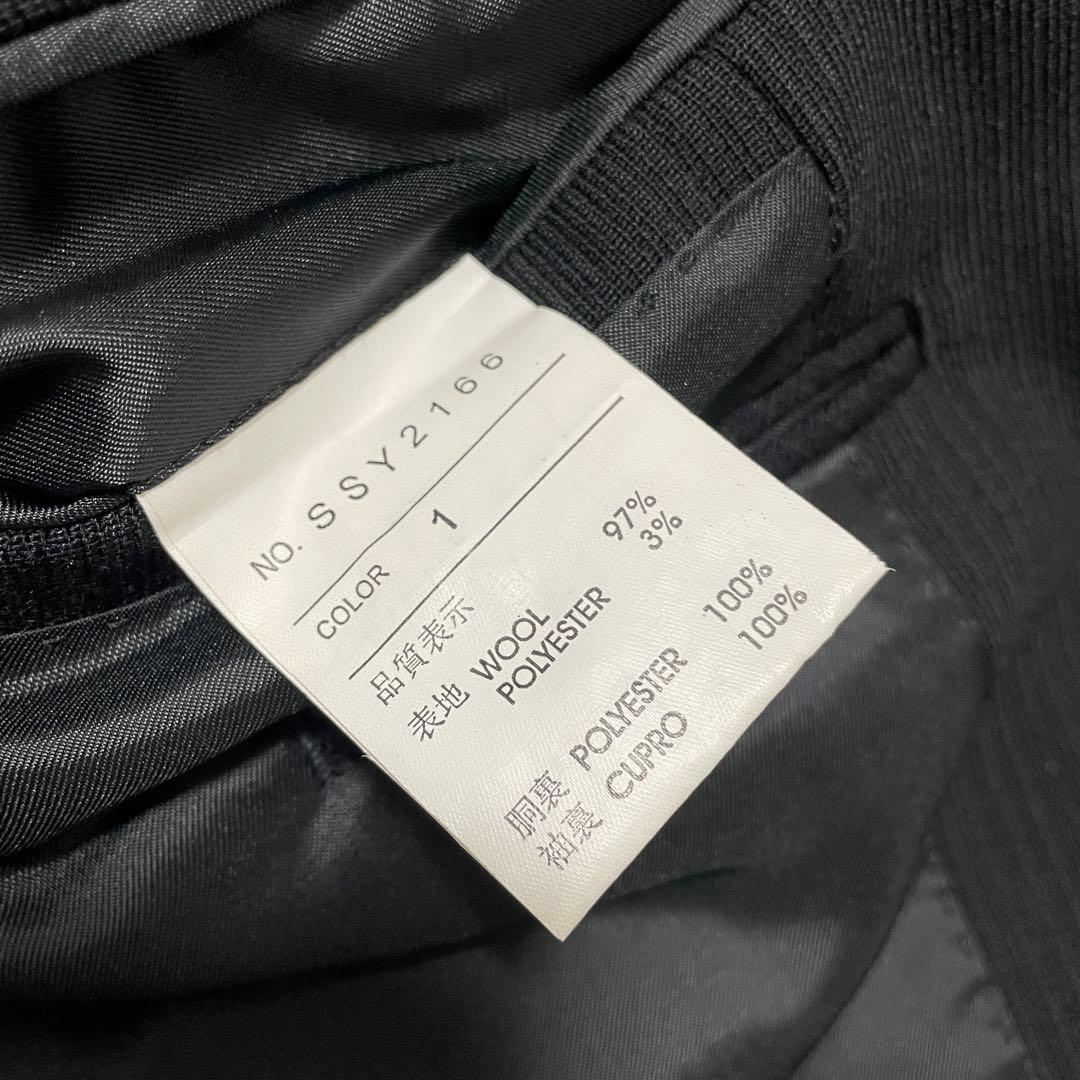 NO. SSY2166
COLOR 1
品質表示
表地 WOOL 97%
POLYESTER 3%
胴裏 POLYESTER 100%
袖裏 CUPRO 100%